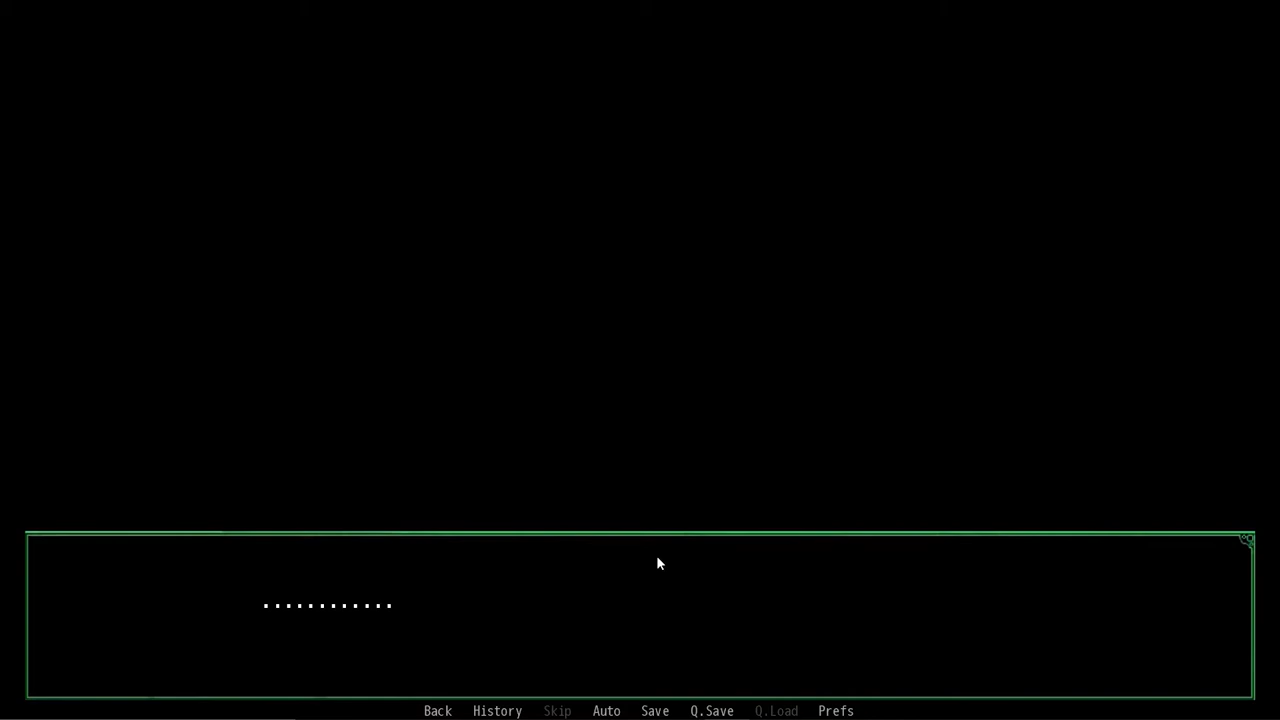 ............
Back History Skip Auto Save Q.Save Q.Load Prefs